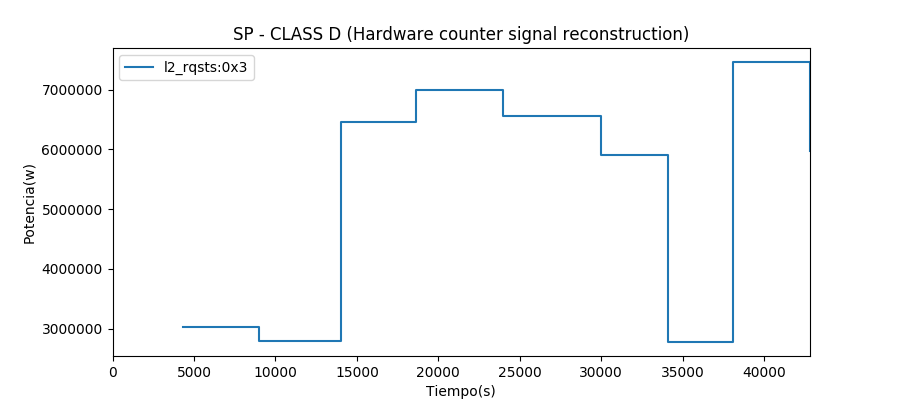 SP - CLASS D (Hardware counter signal reconstruction)
l2_rqsts:0x3
Potencia(w)
7000000
6000000
5000000
4000000
3000000
0 5000 10000 15000 20000 25000 30000 35000 40000
Tiempo(s)